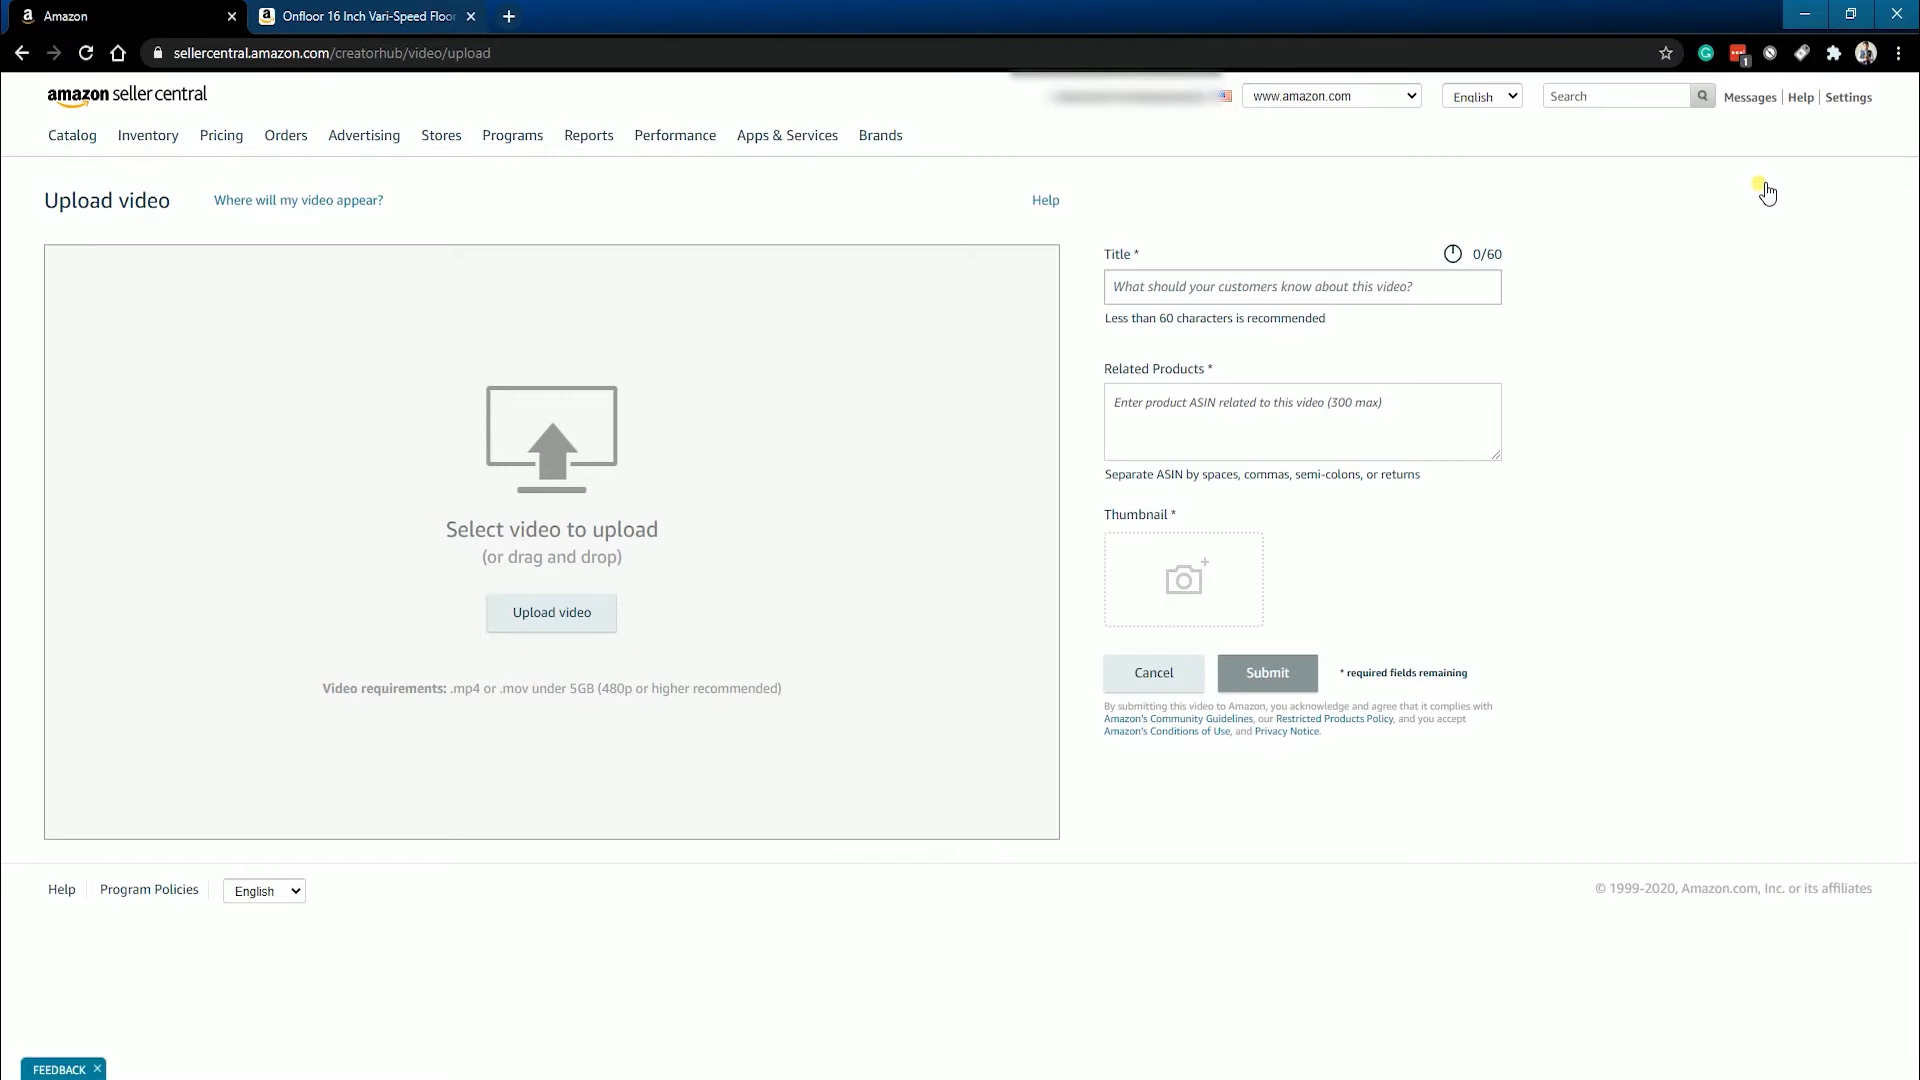 Amazon
Onfloor 16 Inch Vari-Speed Floor
sellercentral.amazon.com/creatorhub/video/upload
1
amazon seller central
www.amazon.com
English
Search
Messages | Help | Settings
Catalog Inventory Pricing Orders Advertising Stores Programs Reports Performance Apps & Services Brands
Upload video
Where will my video appear?
Help
Title *
0/60
What should your customers know about this video?
Less than 60 characters is recommended
Related Products *
Enter product ASIN related to this video (300 max)
Separate ASIN by spaces, commas, semi-colons, or returns
Thumbnail *
Select video to upload
(or drag and drop)
Upload video
Video requirements: .mp4 or .mov under 5GB (480p or higher recommended)
Cancel
Submit
* required fields remaining
By submitting this video to Amazon, you acknowledge and agree that it complies with
Amazon's Community Guidelines, our Restricted Products Policy, and you accept
Amazon's Conditions of Use, and Privacy Notice.
Help
Program Policies
English
© 1999-2020, Amazon.com, Inc. or its affiliates
FEEDBACK